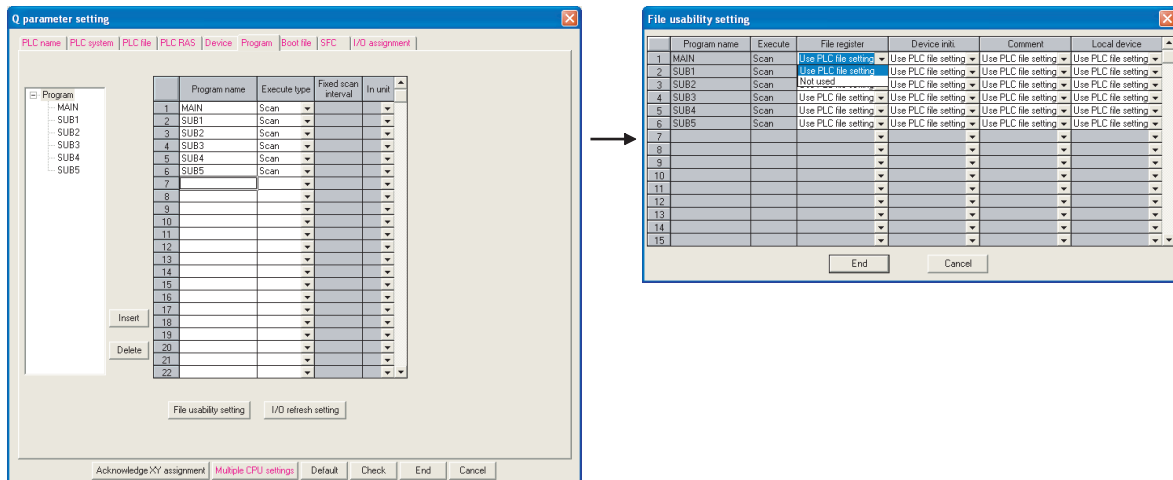 Q parameter setting
PLC name PLC system PLC file PLC RAS Device Program Boot file SFC I/O assignment
Program
MAIN
SUB1
SUB2
SUB3
SUB4
SUB5
Program name Execute type Fixed scan interval In unit
1 MAIN Scan
2 SUB1 Scan
3 SUB2 Scan
4 SUB3 Scan
5 SUB4 Scan
6 SUB5 Scan
7
8
9
10
11
12
13
14
15
16
17
18
19
20
21
22
Insert
Delete
File usability setting I/O refresh setting
Acknowledge XY assignment Multiple CPU settings Default Check End Cancel
File usability setting
Program name Execute File register Device initi. Comment Local device
1 MAIN Scan Use PLC file setting Use PLC file setting Use PLC file setting Use PLC file setting
2 SUB1 Scan Use PLC file setting Use PLC file setting Use PLC file setting Use PLC file setting
Not used
3 SUB2 Scan Use PLC file setting Use PLC file setting Use PLC file setting
4 SUB3 Scan Use PLC file setting Use PLC file setting Use PLC file setting Use PLC file setting
5 SUB4 Scan Use PLC file setting Use PLC file setting Use PLC file setting Use PLC file setting
6 SUB5 Scan Use PLC file setting Use PLC file setting Use PLC file setting Use PLC file setting
7
8
9
10
11
12
13
14
15
End Cancel